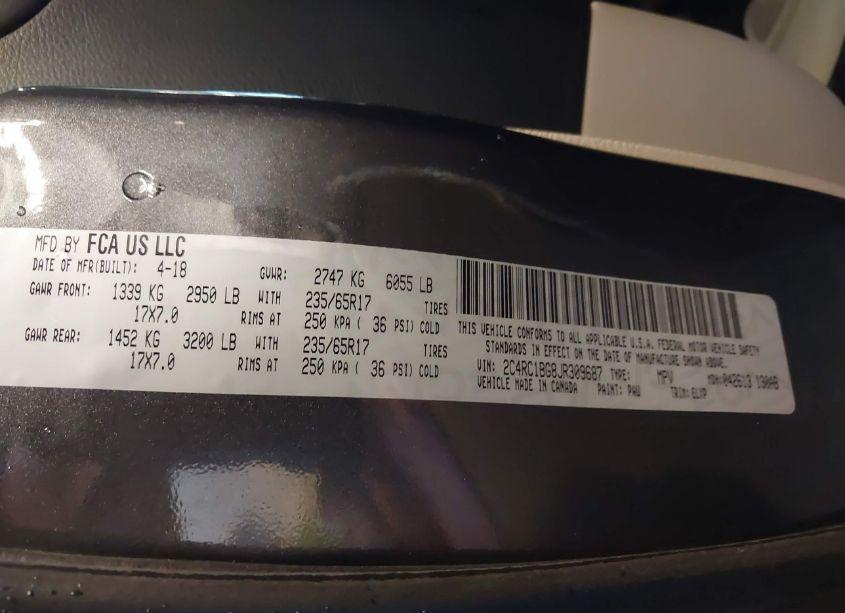 MFD BY FCA US LLC
DATE OF MFR(BUILT): 4-18 GVWR: 2747 KG 6055 LB
GAWR FRONT: 1339 KG 2950 LB WITH 235/65R17 TIRES
17X7.0 RIMS AT 250 KPA ( 36 PSI) COLD
GAWR REAR: 1452 KG 3200 LB WITH 235/65R17 TIRES
17X7.0 RIMS AT 250 KPA ( 36 PSI) COLD
THIS VEHICLE CONFORMS TO ALL APPLICABLE U.S.A. FEDERAL MOTOR VEHICLE SAFETY
STANDARDS IN EFFECT ON THE DATE OF MANUFACTURE SHOWN ABOVE.
VIN: 2C4RC1BG8JR309687 TYPE: MPV MDH:042613 130AB
VEHICLE MADE IN CANADA PAINT: PAU TRIM: